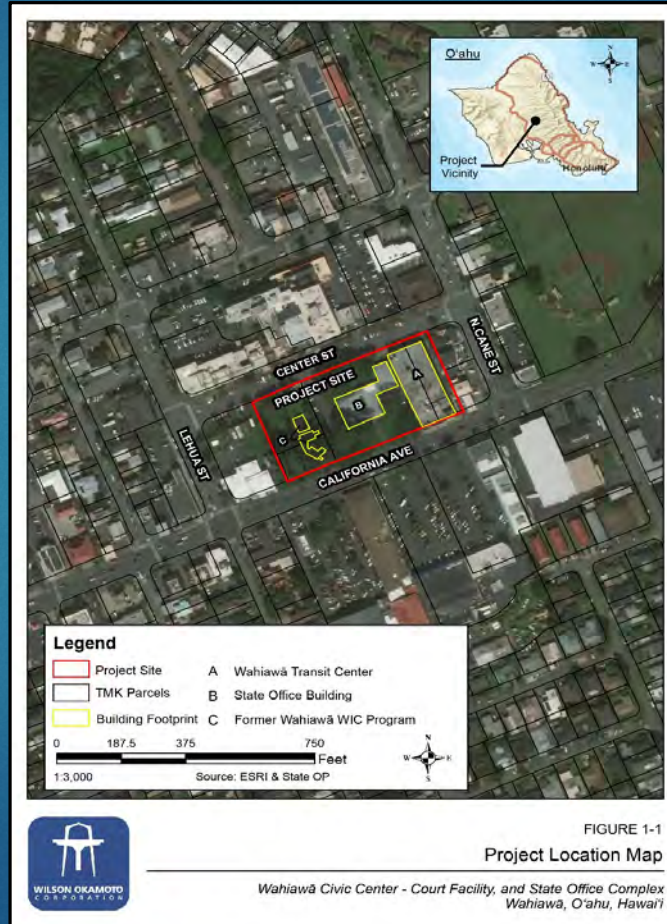 O'ahu
N
W E
S
Project
Vicinity
Honolulu
CENTER ST
N CANE ST
PROJECT SITE
A
B
C
LEHUA ST
CALIFORNIA AVE
Legend
Project Site
A Wahiawā Transit Center
TMK Parcels
B State Office Building
Building Footprint
C Former Wahiawā WIC Program
0 187.5 375 750
Feet
1:3,000
Source: ESRI & State OP
N
W E
S
FIGURE 1-1
Project Location Map
WILSON OKAMOTO
CORPORATION
Wahiawā Civic Center - Court Facility, and State Office Complex
Wahiawā, O'ahu, Hawai'i